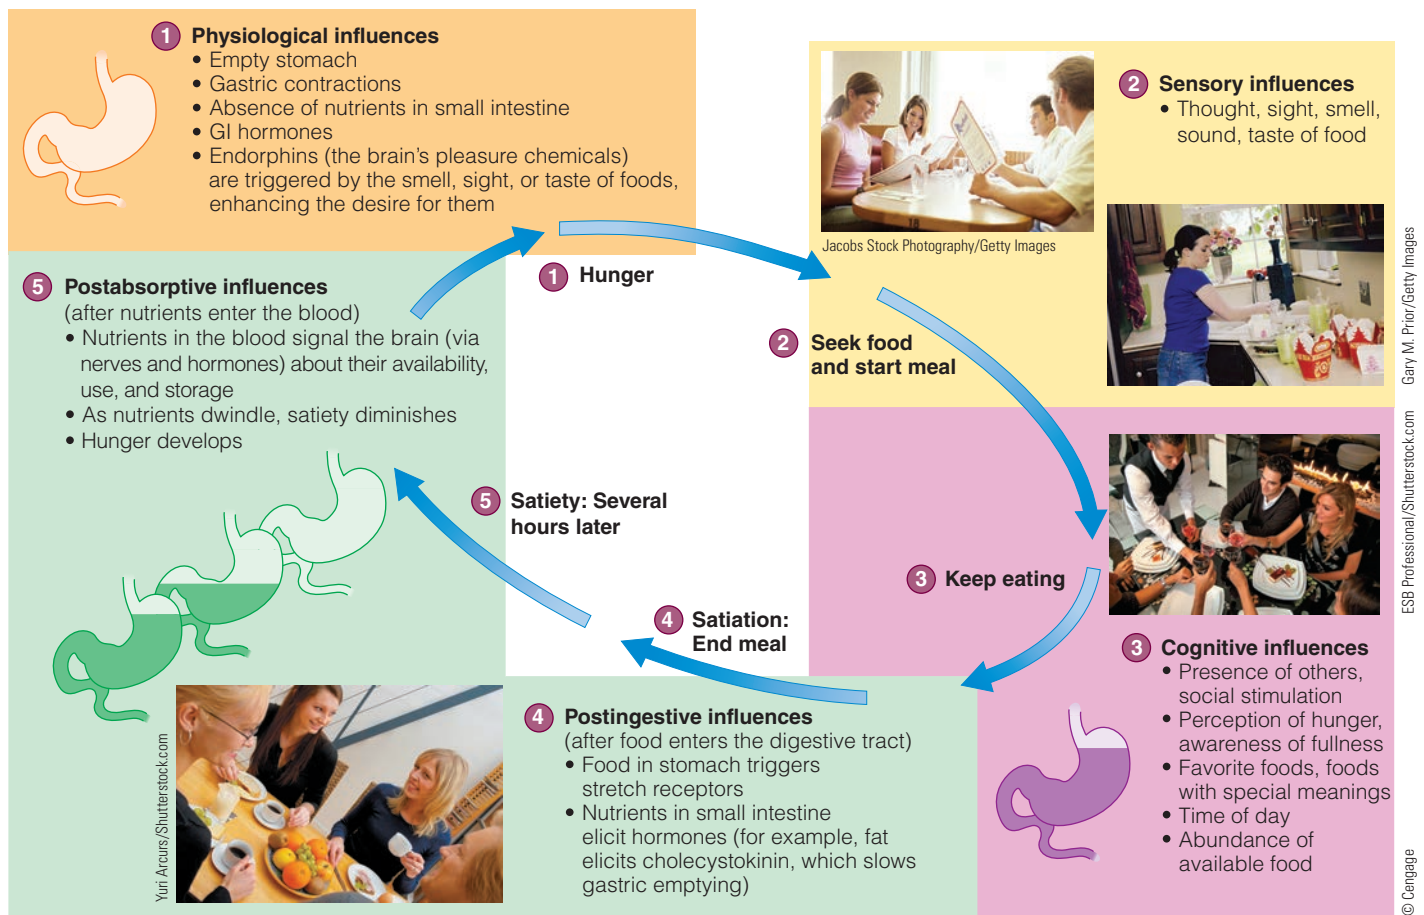 1 Physiological influences
• Empty stomach
• Gastric contractions
• Absence of nutrients in small intestine
• GI hormones
• Endorphins (the brain's pleasure chemicals)
are triggered by the smell, sight, or taste of foods,
enhancing the desire for them
1 Hunger
Jacobs Stock Photography/Getty Images
2 Sensory influences
• Thought, sight, smell,
sound, taste of food
Gary M. Prior/Getty Images
2 Seek food
and start meal
ESB Professional/Shutterstock.com
3 Keep eating
3 Cognitive influences
• Presence of others,
social stimulation
• Perception of hunger,
awareness of fullness
• Favorite foods, foods
with special meanings
• Time of day
• Abundance of
available food
4 Satiation:
End meal
4 Postingestive influences
(after food enters the digestive tract)
• Food in stomach triggers
stretch receptors
• Nutrients in small intestine
elicit hormones (for example, fat
elicits cholecystokinin, which slows
gastric emptying)
5 Satiety: Several
hours later
5 Postabsorptive influences
(after nutrients enter the blood)
• Nutrients in the blood signal the brain (via
nerves and hormones) about their availability,
use, and storage
• As nutrients dwindle, satiety diminishes
• Hunger develops
Yuri Arcurs/Shutterstock.com
© Cengage